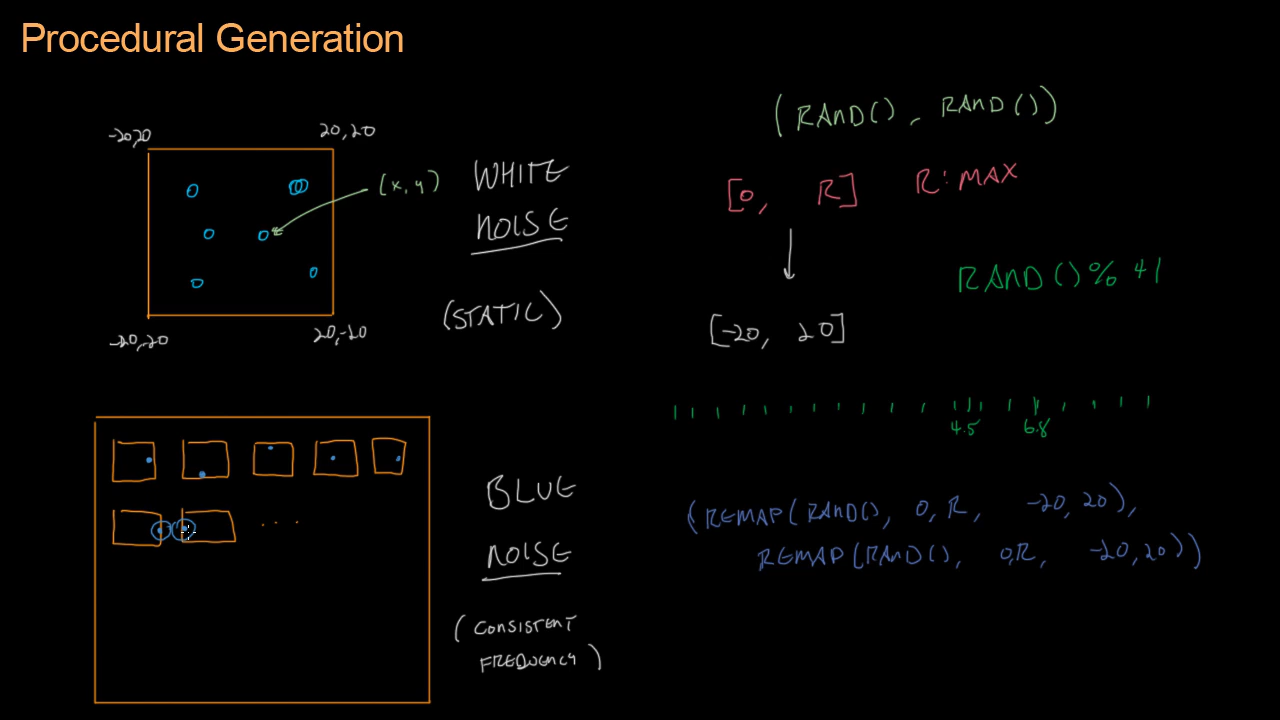 Procedural Generation
-20,20
20,20
(x,y)
-20,-20
20,-20
WHITE
NOISE
(STATIC)
(RAND(), RAND())
[0, R] R: MAX
RAND()% 41
[-20, 20]
4.5 6.8
BLUE
NOISE
(CONSISTENT
FREQUENCY)
...
(REMAP(RAND(), 0,R, -20,20),
REMAP(RAND(), 0,R, -20,20))